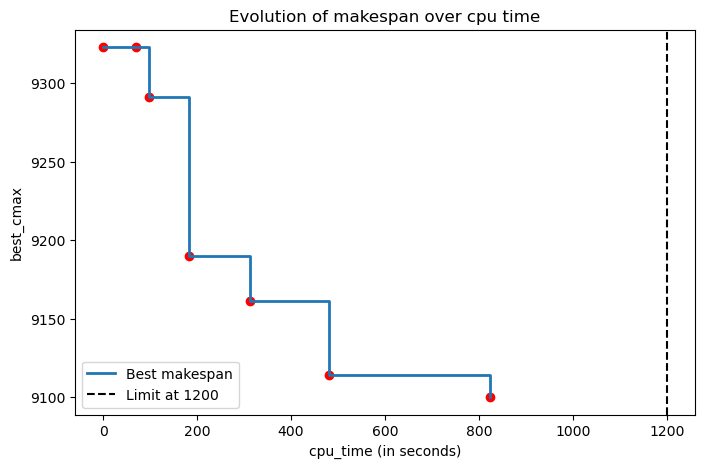 Evolution of makespan over cpu time
best_cmax
9300
9250
9200
9150
9100
Best makespan
Limit at 1200
0
200
400
600
800
1000
1200
cpu_time (in seconds)